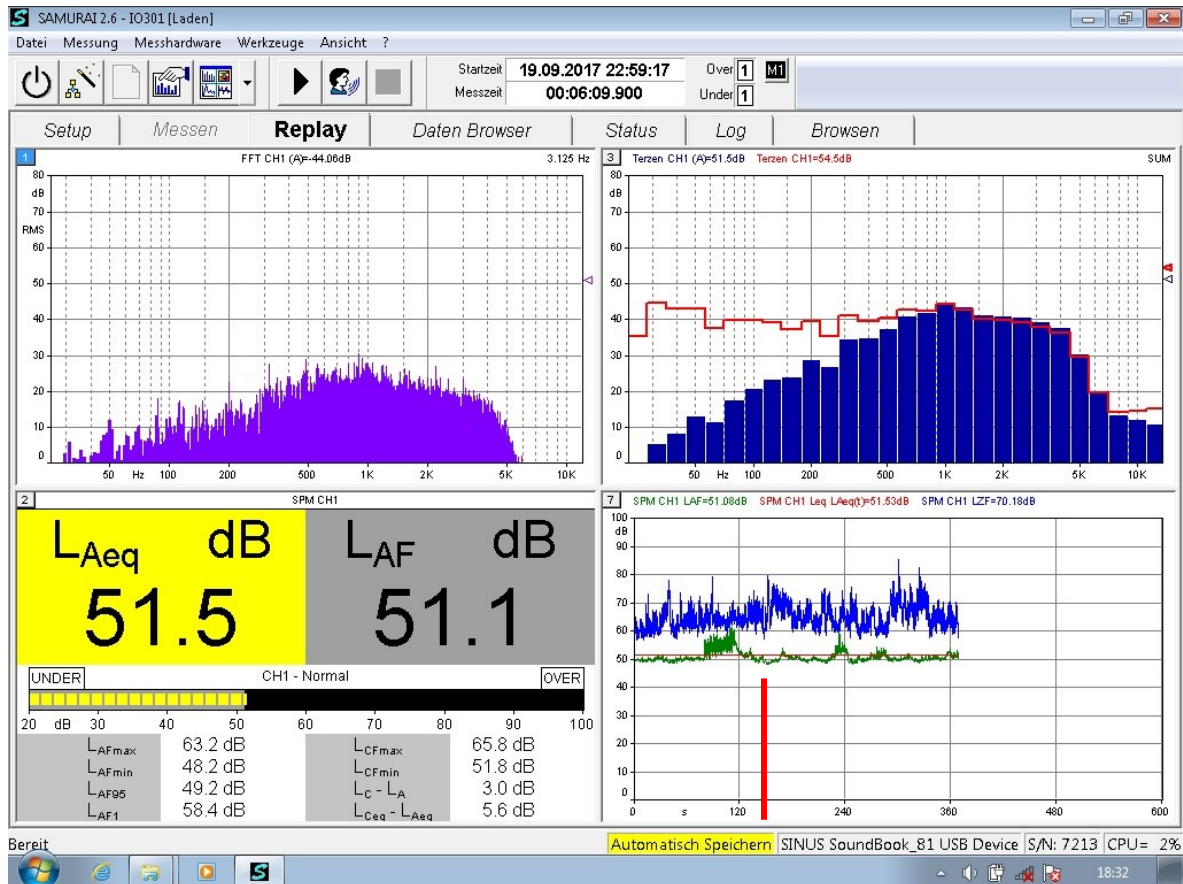 SAMURAI 2.6 - IO301 [Laden]
Datei Messung Messhardware Werkzeuge Ansicht ?
Startzeit 19.09.2017 22:59:17 Over 1 M1
Messzeit 00:06:09.900 Under 1
Setup Messen Replay Daten Browser Status Log Browsen
1 FFT CH1 (A)=-44.06dB 3.125 Hz
80
dB
70
RMS
60
50
40
30
20
10
0
50 Hz 100 200 500 1K 2K 5K 10K
3 Terzen CH1 (A)=51.5dB Terzen CH1=54.5dB SUM
80
dB
70
60
50
40
30
20
10
0
50 Hz 100 200 500 1K 2K 5K 10K
2 SPM CH1
LAeq dB LAF dB
51.5 51.1
UNDER CH1 - Normal OVER
20 dB 30 40 50 60 70 80 90 100
LAFmax 63.2 dB LCFmax 65.8 dB
LAFmin 48.2 dB LCFmin 51.8 dB
LAF95 49.2 dB LC - LA 3.0 dB
LAF1 58.4 dB LCeq - LAeq 5.6 dB
7 SPM CH1 LAF=51.08dB SPM CH1 Leq LAeq(t)=51.53dB SPM CH1 LZF=70.18dB
100
dB
90
80
70
60
50
40
30
20
10
0
0 s 120 240 360 480 600
Bereit Automatisch Speichern SINUS SoundBook_81 USB Device S/N: 7213 CPU= 2%
18:32